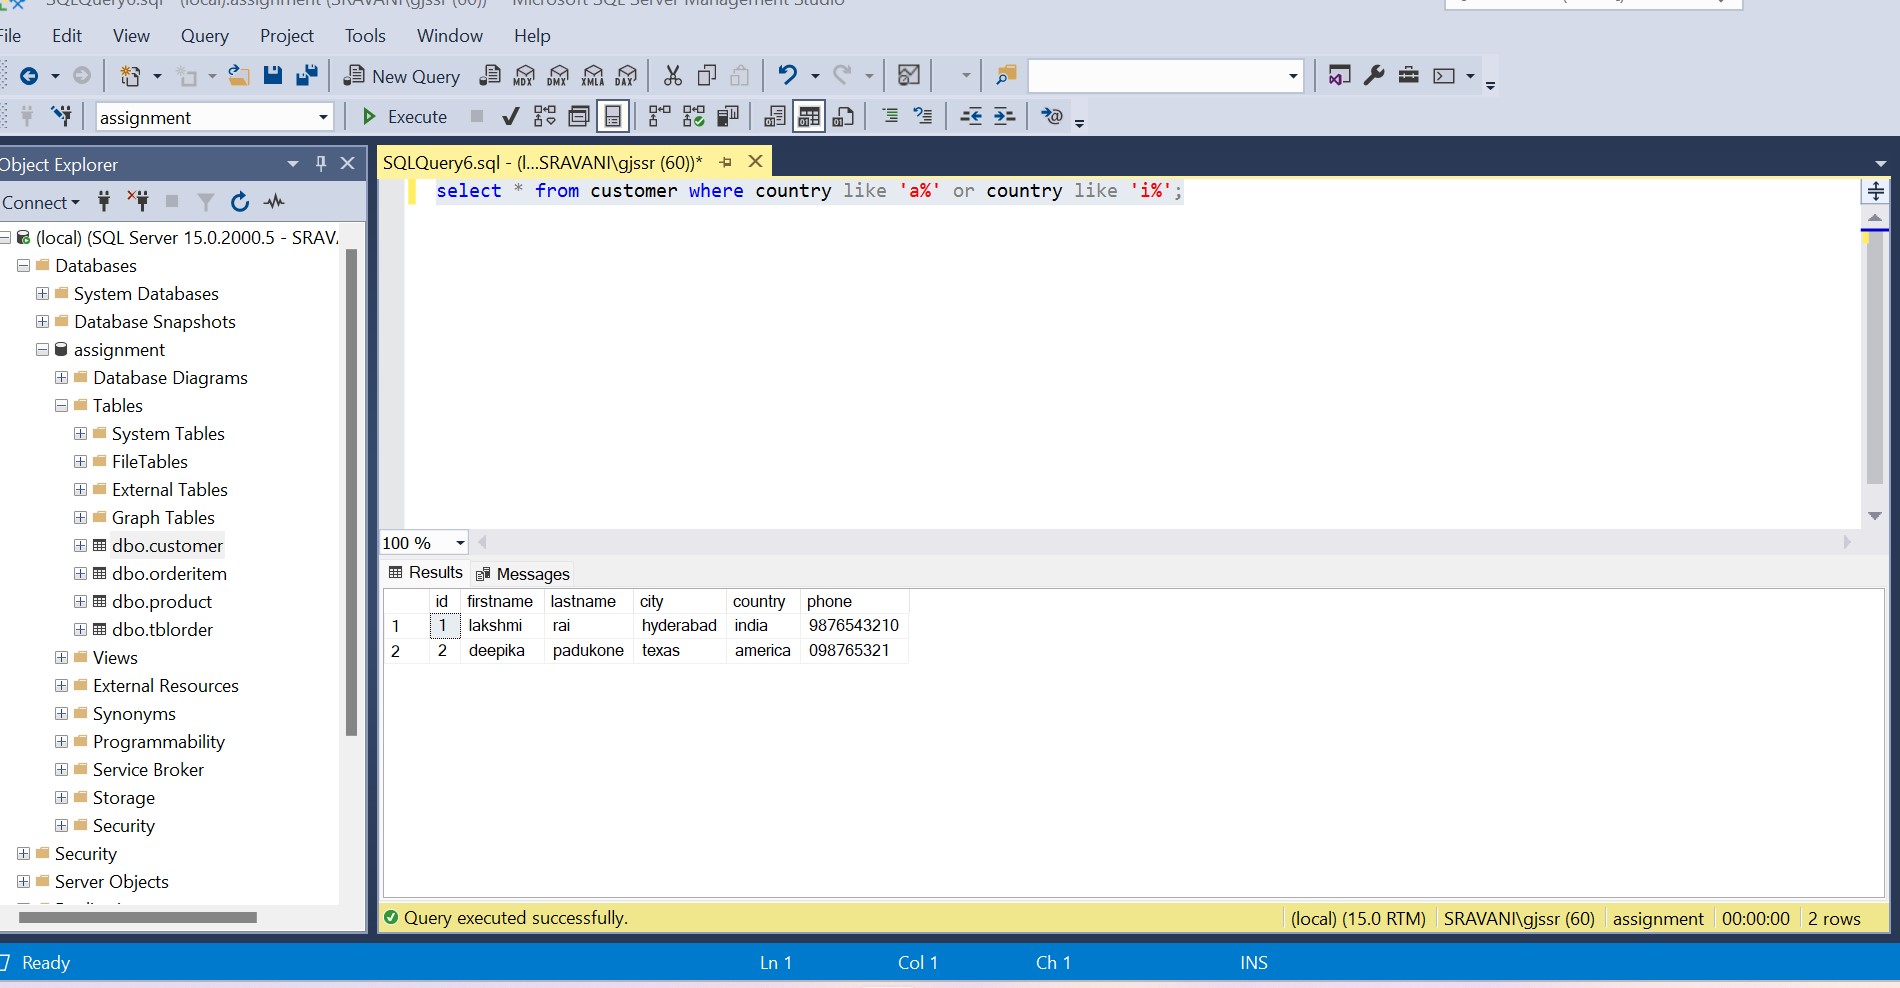 SQLQuery6.sql - (local).assignment (SRAVANI\gjssr (60))* - Microsoft SQL Server Management Studio
File Edit View Query Project Tools Window Help
New Query MDX DMX XMLA DAX
assignment Execute
Object Explorer
Connect
(local) (SQL Server 15.0.2000.5 - SRAVA
Databases
System Databases
Database Snapshots
assignment
Database Diagrams
Tables
System Tables
FileTables
External Tables
Graph Tables
dbo.customer
dbo.orderitem
dbo.product
dbo.tblorder
Views
External Resources
Synonyms
Programmability
Service Broker
Storage
Security
Security
Server Objects
SQLQuery6.sql - (l...SRAVANI\gjssr (60))*
select * from customer where country like 'a%' or country like 'i%';
100 %
Results Messages
id firstname lastname city country phone
1 1 lakshmi rai hyderabad india 9876543210
2 2 deepika padukone texas america 098765321
Query executed successfully. (local) (15.0 RTM) SRAVANI\gjssr (60) assignment 00:00:00 2 rows
Ready Ln 1 Col 1 Ch 1 INS